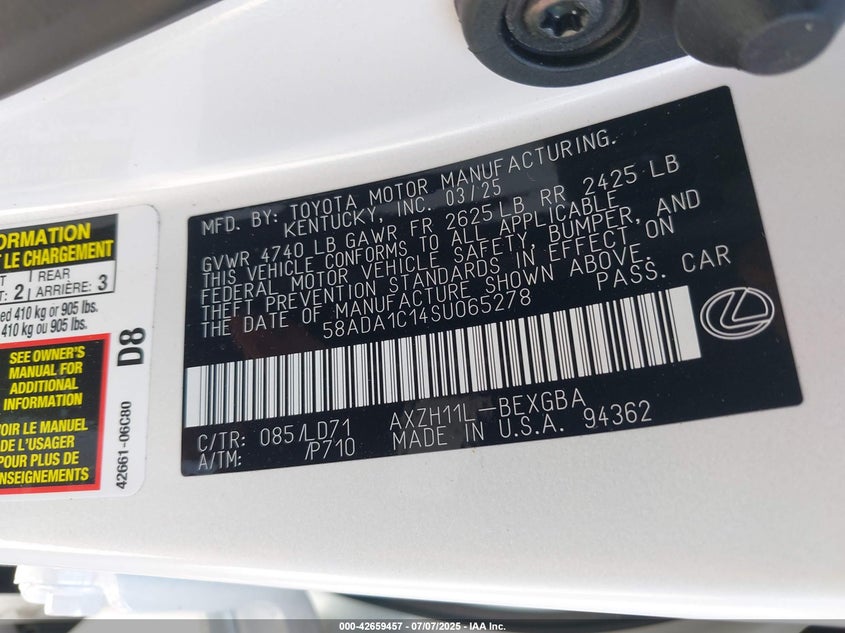 MFD. BY: TOYOTA MOTOR MANUFACTURING.
KENTUCKY, INC. 03/25
GVWR 4740 LB GAWR FR 2625 LB RR 2425 LB
THIS VEHICLE CONFORMS TO ALL APPLICABLE
FEDERAL MOTOR VEHICLE SAFETY, BUMPER, AND
THEFT PREVENTION STANDARDS IN EFFECT ON
THE DATE OF MANUFACTURE SHOWN ABOVE.
58ADA1C14SU065278 PASS. CAR
C/TR: 085/LD71 AXZH11L-BEXGBA
A/TM: /P710 MADE IN U.S.A. 94362
ORMATION
LE CHARGEMENT
1 REAR
2 ARRIÈRE: 3
ed 410 kg or 905 lbs.
410 kg ou 905 lbs.
SEE OWNER'S
MANUAL FOR
ADDITIONAL
INFORMATION
VOIR LE MANUEL
DE L'USAGER
POUR PLUS DE
NSEIGNEMENTS
D8
42661-06C80
000-42659457 - 07/07/2025 - IAA Inc.